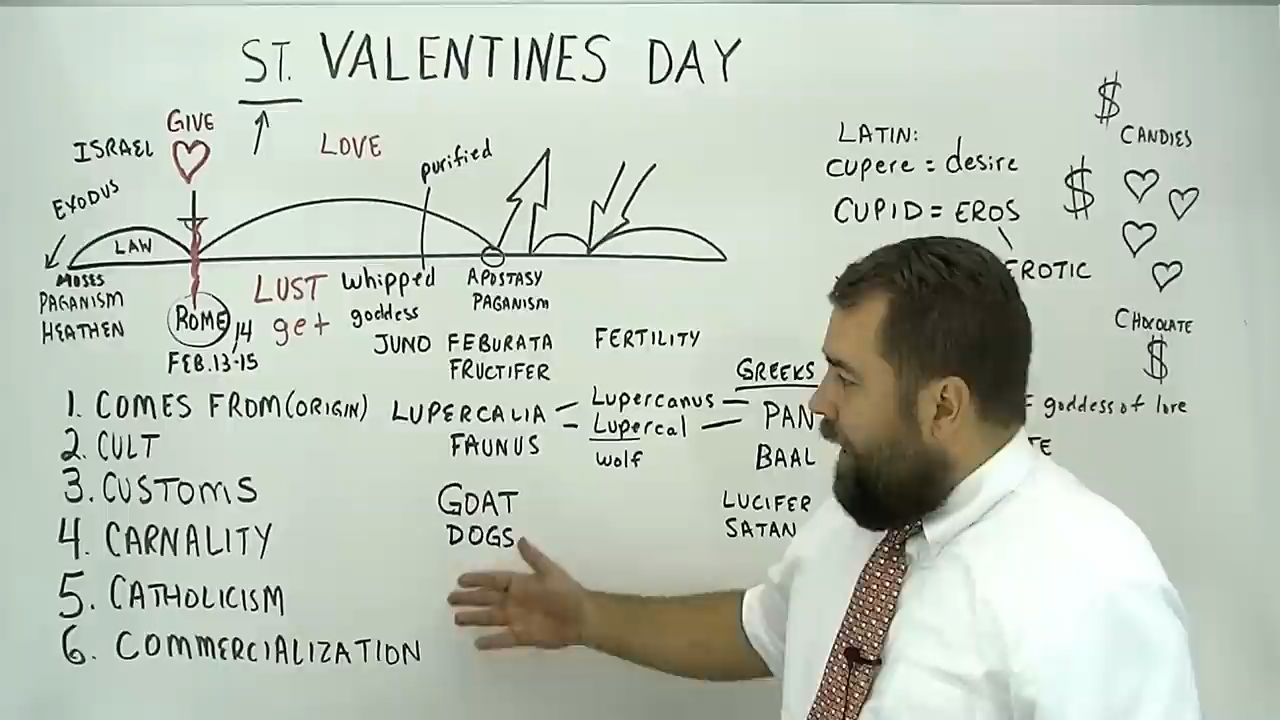 ST. VALENTINES DAY
GIVE
ISRAEL
LOVE
purified
EXODUS
LAW
MOSES
PAGANISM
HEATHEN
ROME
14
FEB. 13-15
LUST
get
whipped
goddess
JUNO
APOSTASY
PAGANISM
FEBURATA
FRUCTIFER
FERTILITY
1. COMES FROM (ORIGIN)
2. CULT
3. CUSTOMS
4. CARNALITY
5. CATHOLICISM
6. COMMERCIALIZATION
LUPERCALIA - Lupercanus -
FAUNUS - Lupercal -
wolf
GOAT
DOGS
GREEKS
PAN
BAAL
LUCIFER
SATAN
LATIN:
cupere = desire
CUPID = EROS
EROTIC
goddess of love
TE
$
CANDIES
$
CHOCOLATE
$